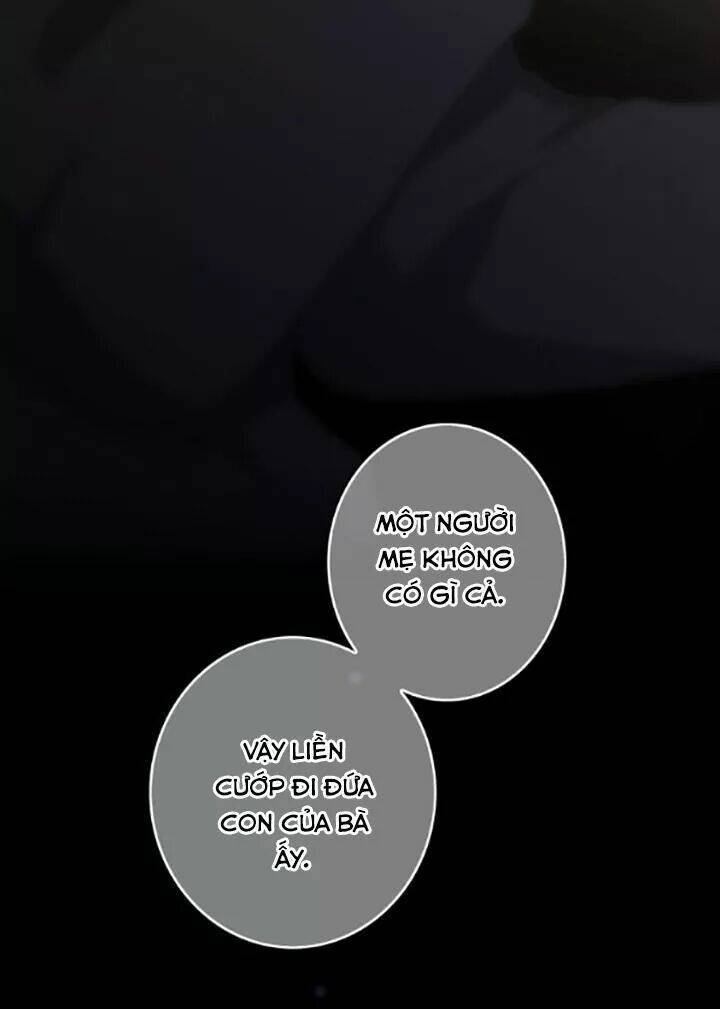 MỘT NGƯỜI
MẸ KHÔNG
CÓ GÌ CẢ.
VẬY LIỀN
CƯỚP ĐI ĐỨA
CON CỦA BÀ
ẤY.